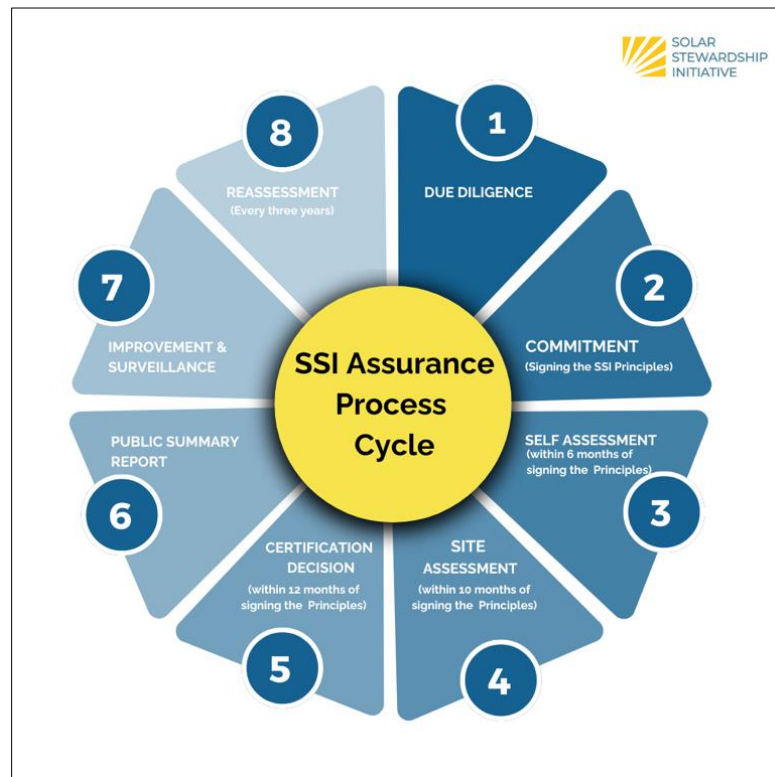 SOLAR
STEWARDSHIP
INITIATIVE
SSI Assurance
Process
Cycle
1
DUE DILIGENCE
2
COMMITMENT
(Signing the SSI Principles)
3
SELF ASSESSMENT
(within 6 months of
signing the Principles)
4
SITE
ASSESSMENT
(within 10 months of
signing the Principles)
5
CERTIFICATION
DECISION
(within 12 months of
signing the Principles)
6
PUBLIC SUMMARY
REPORT
7
IMPROVEMENT &
SURVEILLANCE
8
REASSESSMENT
(Every three years)